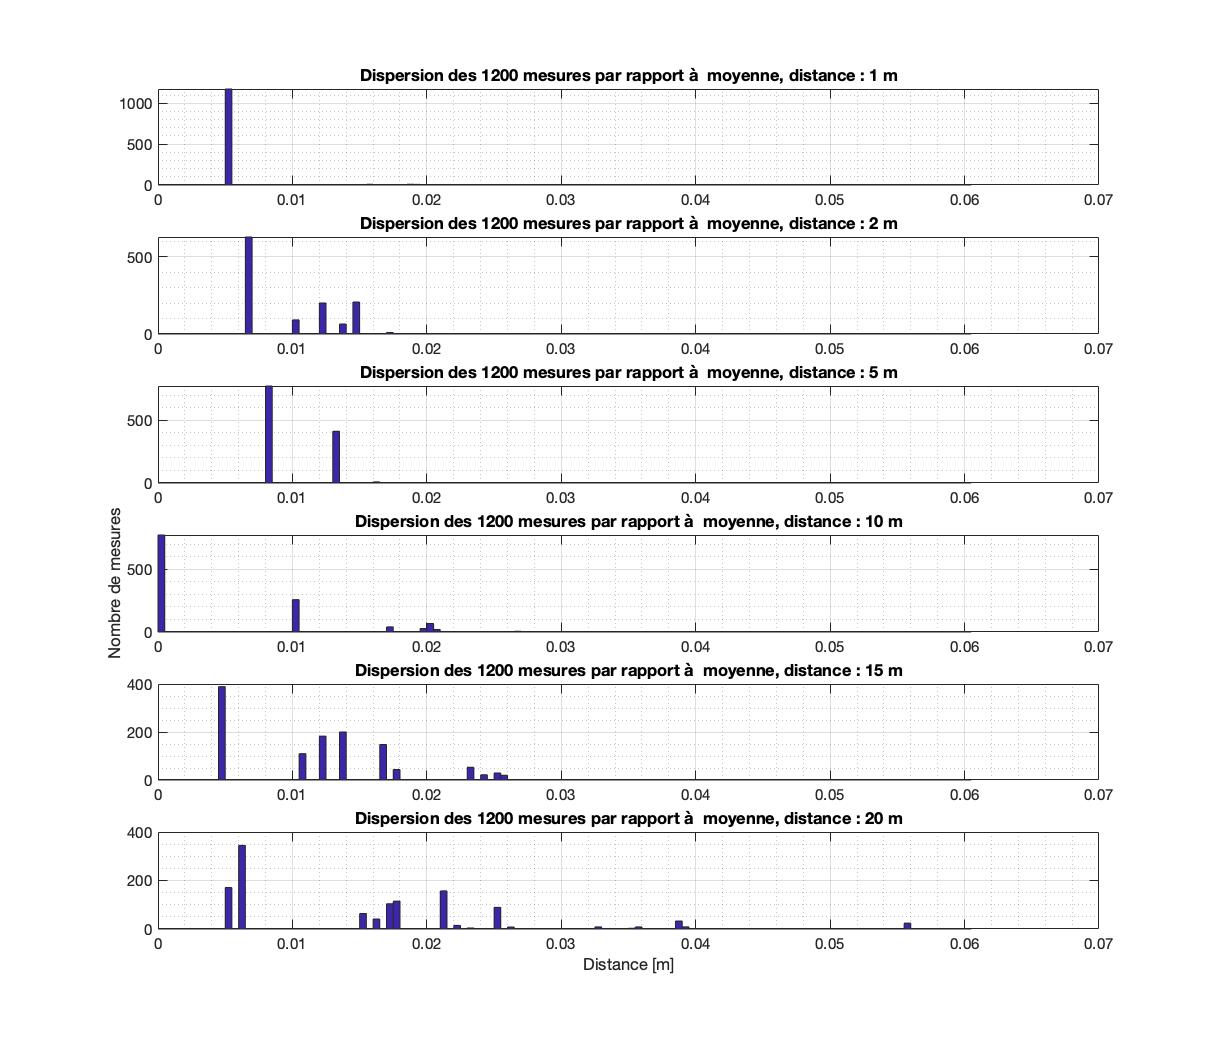 Dispersion des 1200 mesures par rapport à  moyenne, distance : 1 m
1000
500
0
0 0.01 0.02 0.03 0.04 0.05 0.06 0.07
Dispersion des 1200 mesures par rapport à  moyenne, distance : 2 m
500
0
0 0.01 0.02 0.03 0.04 0.05 0.06 0.07
Dispersion des 1200 mesures par rapport à  moyenne, distance : 5 m
500
0
0 0.01 0.02 0.03 0.04 0.05 0.06 0.07
Nombre de mesures
Dispersion des 1200 mesures par rapport à  moyenne, distance : 10 m
500
0
0 0.01 0.02 0.03 0.04 0.05 0.06 0.07
Dispersion des 1200 mesures par rapport à  moyenne, distance : 15 m
400
200
0
0 0.01 0.02 0.03 0.04 0.05 0.06 0.07
Dispersion des 1200 mesures par rapport à  moyenne, distance : 20 m
400
200
0
0 0.01 0.02 0.03 0.04 0.05 0.06 0.07
Distance [m]